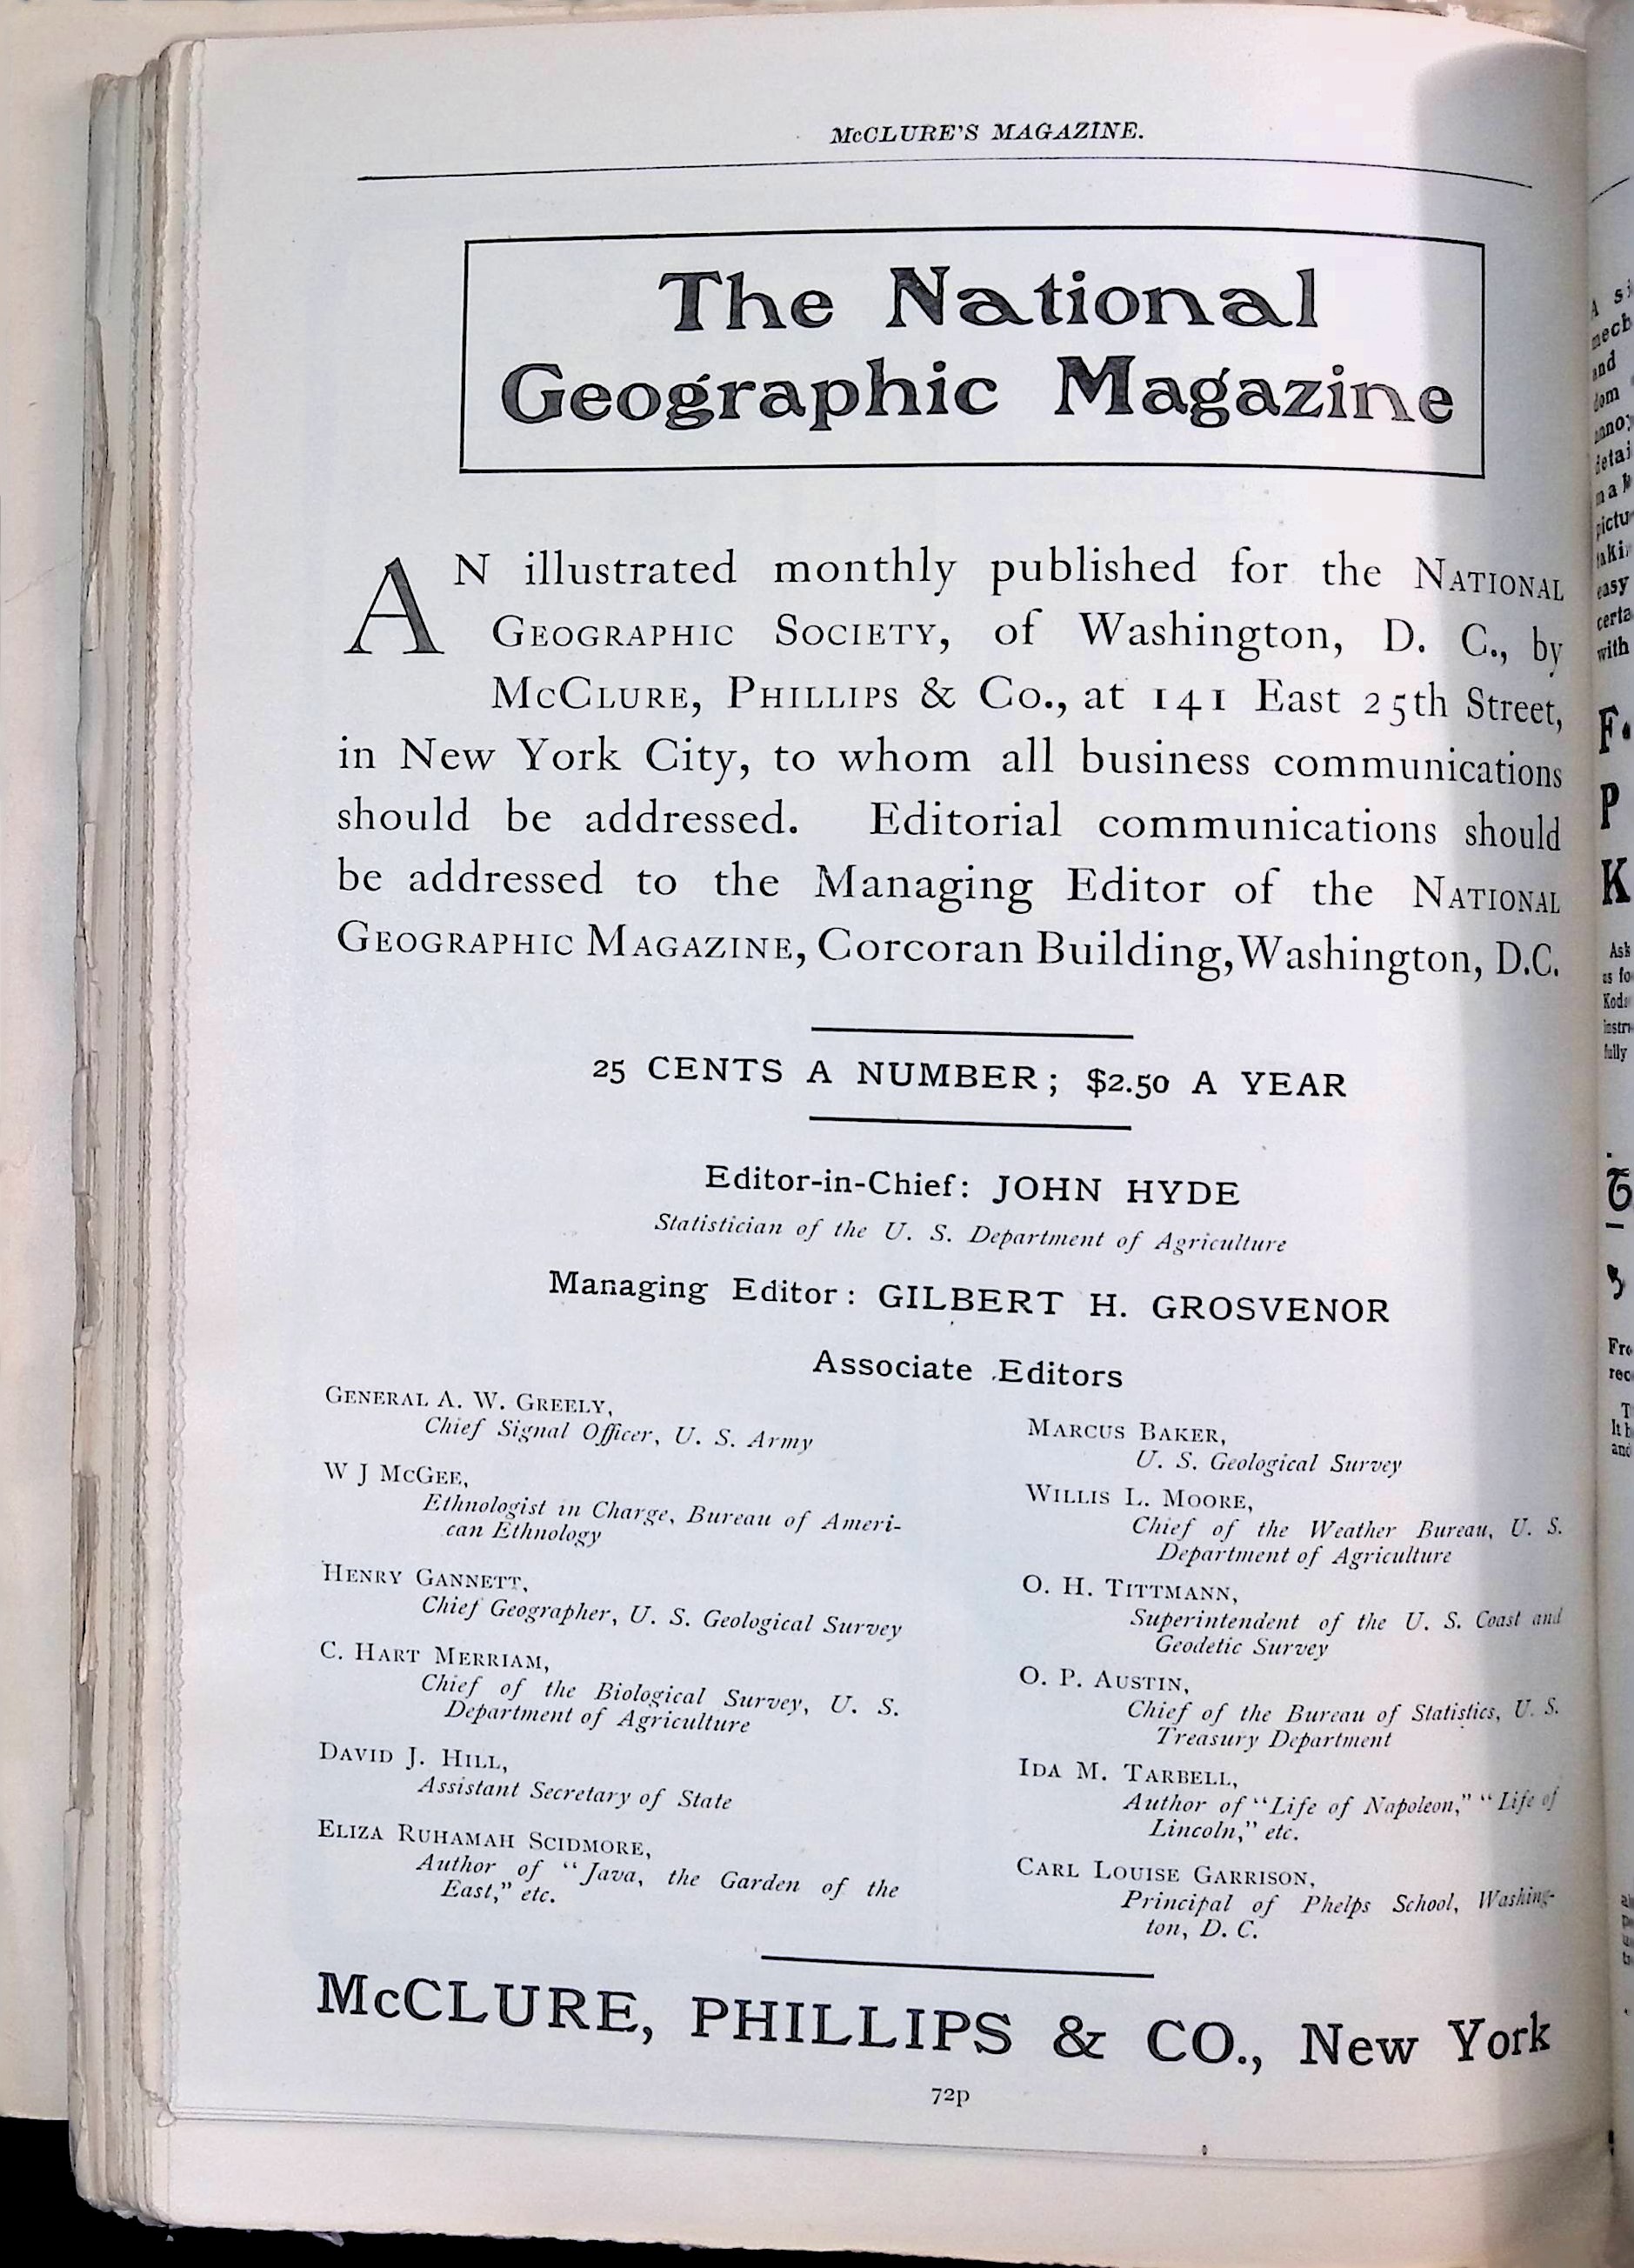 McCLURE'S MAGAZINE.
The National
Geographic Magazine
AN illustrated monthly published for the NATIONAL
GEOGRAPHIC SOCIETY, of Washington, D. C., by
MCCLURE, PHILLIPS & CO., at 141 East 25th Street,
in New York City, to whom all business communications
should be addressed. Editorial communications should
be addressed to the Managing Editor of the NATIONAL
GEOGRAPHIC MAGAZINE, Corcoran Building, Washington, D.C.
25 CENTS A NUMBER; $2.50 A YEAR
Editor-in-Chief: JOHN HYDE
Statistician of the U. S. Department of Agriculture
Managing Editor: GILBERT H. GROSVENOR
Associate Editors
GENERAL A. W. GREELY,
Chief Signal Officer, U. S. Army
W J MCGEE,
Ethnologist in Charge, Bureau of Ameri-
can Ethnology
HENRY GANNETT,
Chief Geographer, U. S. Geological Survey
C. HART MERRIAM,
Chief of the Biological Survey, U. S.
Department of Agriculture
DAVID J. HILL,
Assistant Secretary of State
ELIZA RUHAMAH SCIDMORE,
Author of "Java, the Garden of the
East," etc.
MARCUS BAKER,
U. S. Geological Survey
WILLIS L. MOORE,
Chief of the Weather Bureau, U. S.
Department of Agriculture
O. H. TITTMANN,
Superintendent of the U. S. Coast and
Geodetic Survey
O. P. AUSTIN,
Chief of the Bureau of Statistics, U. S.
Treasury Department
IDA M. TARBELL,
Author of "Life of Napoleon," "Life of
Lincoln," etc.
CARL LOUISE GARRISON,
Principal of Phelps School, Washing-
ton, D. C.
McCLURE, PHILLIPS & CO., New York
72p
and
easy
with